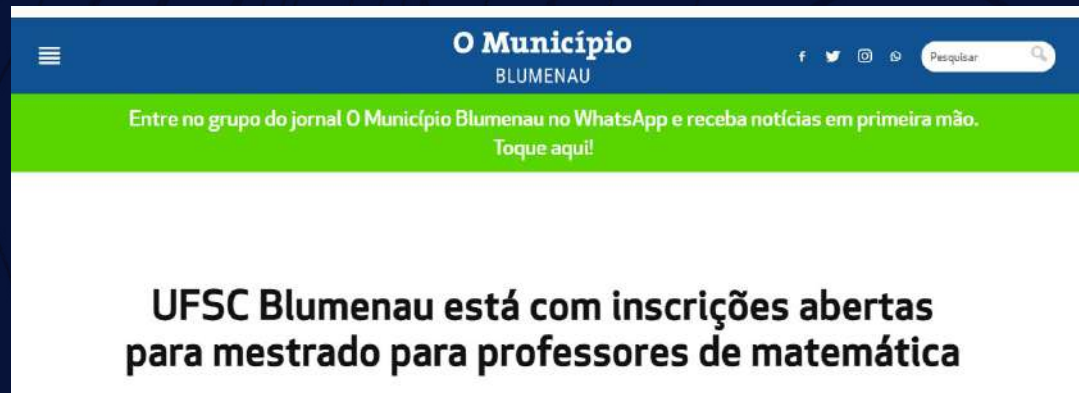 O Município
BLUMENAU
Pesquisar
Entre no grupo do jornal O Município Blumenau no WhatsApp e receba notícias em primeira mão.
Toque aqui!
UFSC Blumenau está com inscrições abertas
para mestrado para professores de matemática